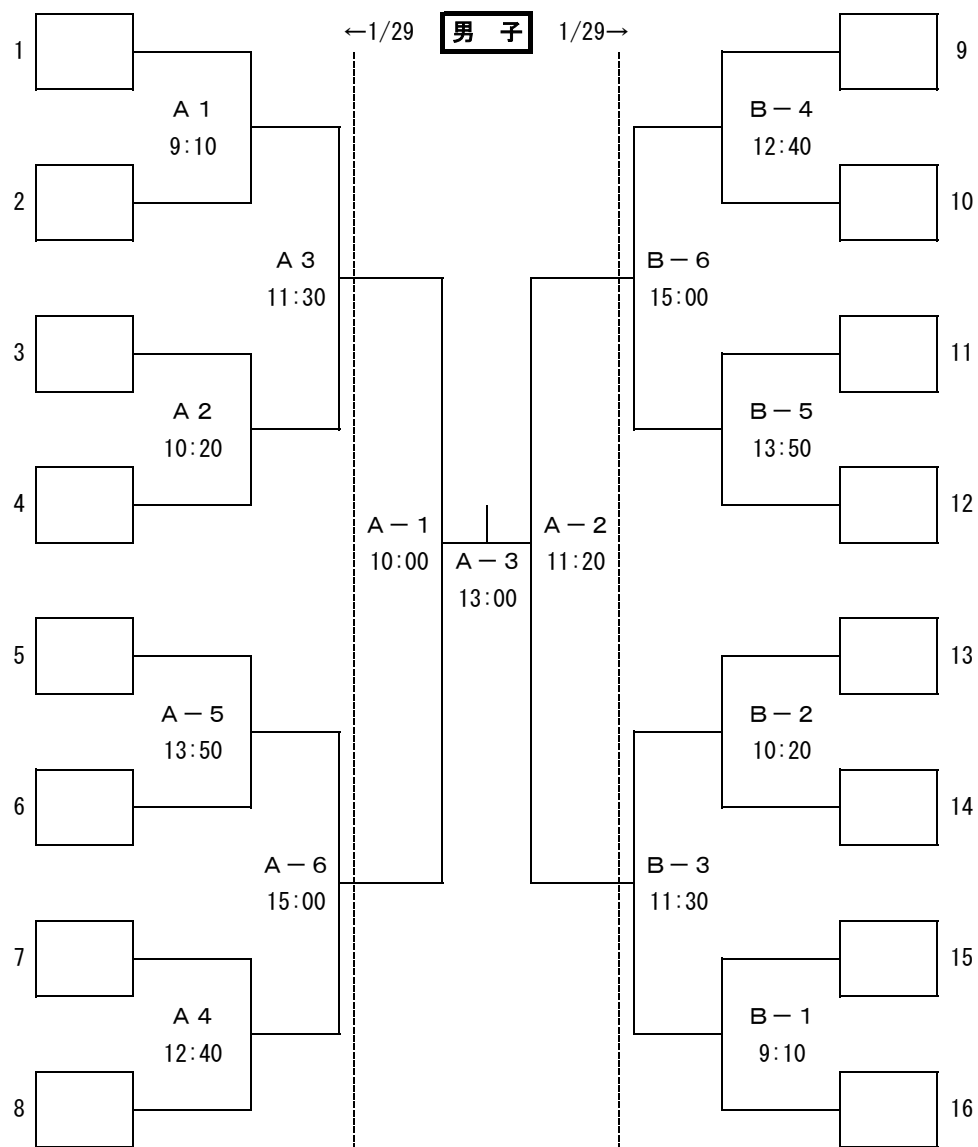 ←1/29 男 子 1/29→
1 9
A 1 B－4
9:10 12:40
2 10
A 3 B－6
11:30 15:00
3 11
A 2 B－5
10:20 13:50
4 12
A－1 A－2
10:00 A－3 11:20
13:00
5 13
A－5 B－2
13:50 10:20
6 14
A－6 B－3
15:00 11:30
7 15
A 4 B－1
12:40 9:10
8 16